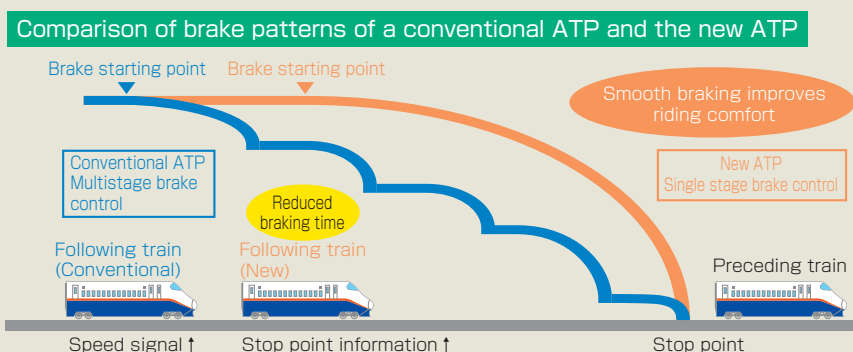 Comparison of brake patterns of a conventional ATP and the new ATP
Brake starting point
Brake starting point
Smooth braking improves
riding comfort
Conventional ATP
Multistage brake
control
New ATP
Single stage brake control
Reduced
braking time
Following train
(Conventional)
Following train
(New)
Preceding train
Speed signal↑
Stop point information↑
Stop point